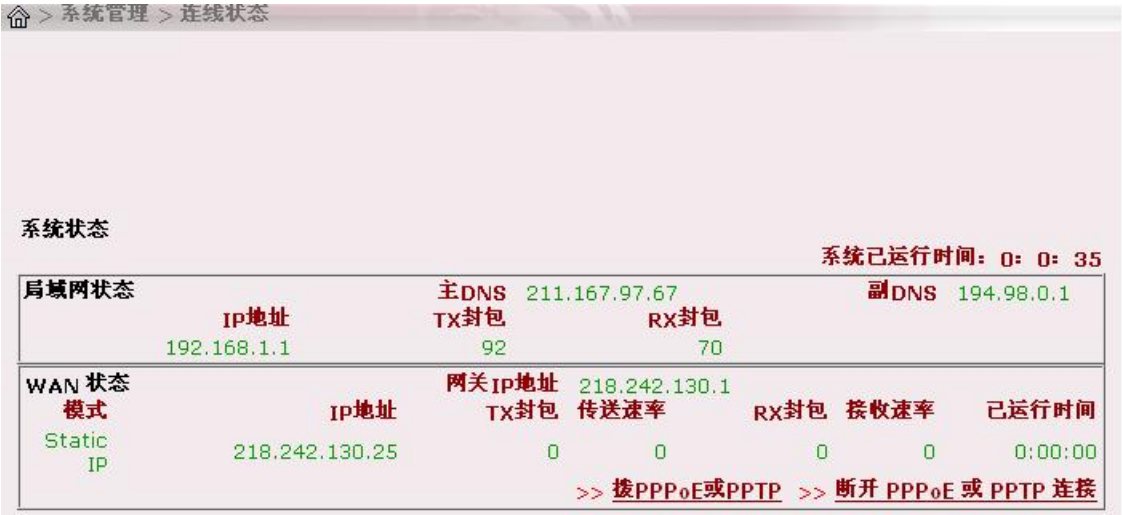 > 系统管理 > 连线状态
系统状态
系统已运行时间: 0: 0: 35
局域网状态 主DNS 211.167.97.67 副DNS 194.98.0.1
IP地址 TX封包 RX封包
192.168.1.1 92 70
WAN 状态 网关IP地址 218.242.130.1
模式 IP地址 TX封包 传送速率 RX封包 接收速率 已运行时间
Static IP 218.242.130.25 0 0 0 0 0:00:00
>> 拨PPPoE或PPTP >> 断开 PPPoE 或 PPTP 连接